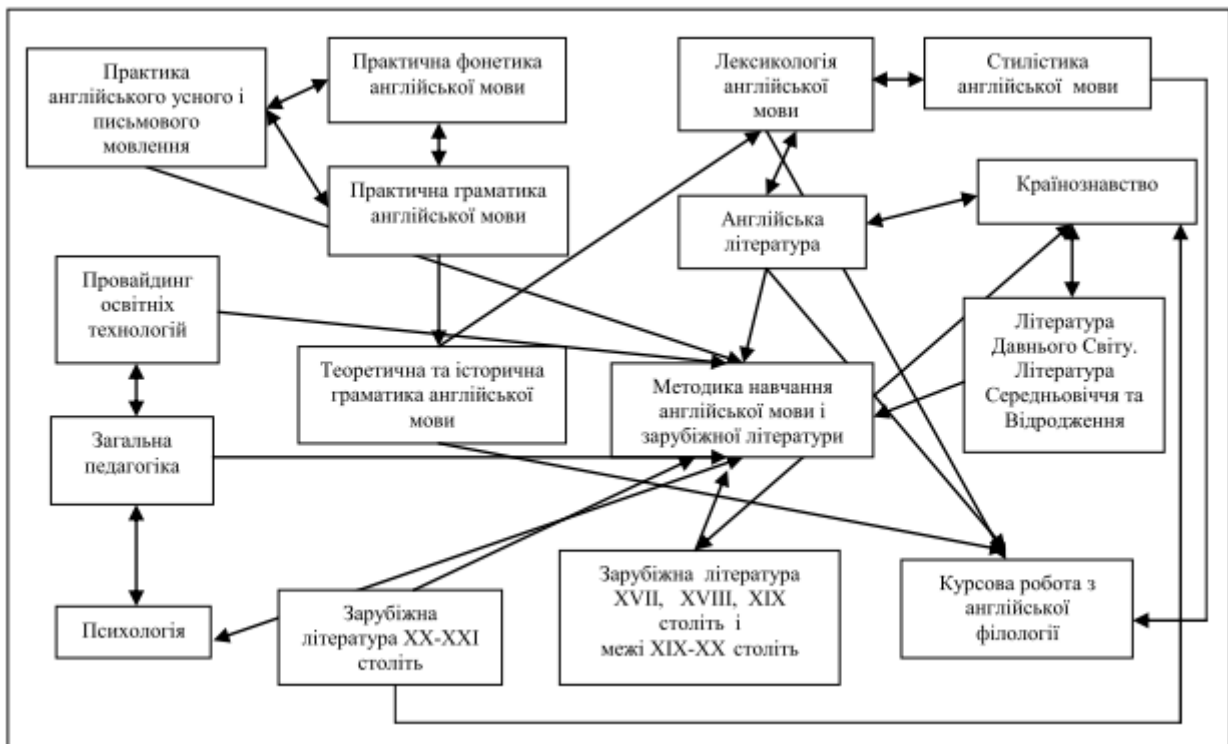 Практика
англійського усного і
письмового
мовлення
Практична фонетика
англійської мови
Лексикологія
англійської
мови
Стилістика
англійської мови
Практична граматика
англійської мови
Англійська
література
Країнознавство
Провайдинг
освітніх
технологій
Теоретична та історична
граматика англійської
мови
Методика навчання
англійської мови і
зарубіжної літератури
Література
Давнього Світу.
Література
Середньовіччя та
Відродження
Загальна
педагогіка
Психологія
Зарубіжна
література XX-XXI
століть
Зарубіжна література
XVII, XVIII, XIX
століть і
межі XIX-XX століть
Курсова робота з
англійської
філології